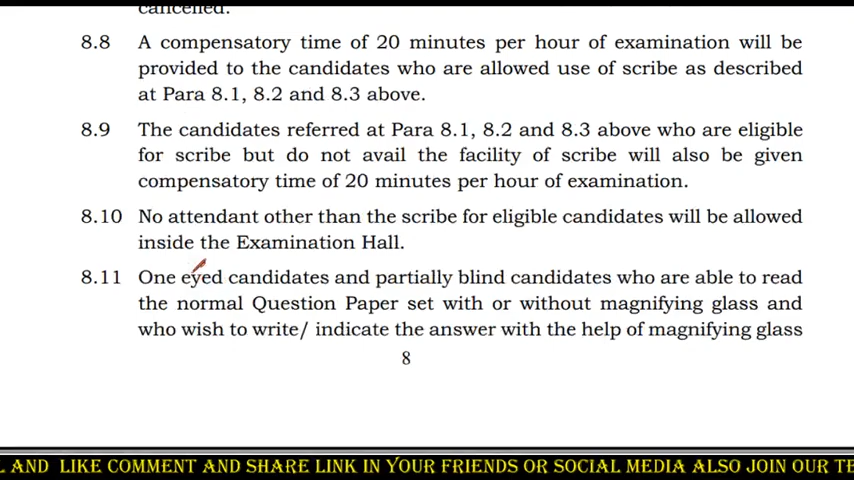 cancelled.
8.8 A compensatory time of 20 minutes per hour of examination will be
provided to the candidates who are allowed use of scribe as described
at Para 8.1, 8.2 and 8.3 above.
8.9 The candidates referred at Para 8.1, 8.2 and 8.3 above who are eligible
for scribe but do not avail the facility of scribe will also be given
compensatory time of 20 minutes per hour of examination.
8.10 No attendant other than the scribe for eligible candidates will be allowed
inside the Examination Hall.
8.11 One eyed candidates and partially blind candidates who are able to read
the normal Question Paper set with or without magnifying glass and
who wish to write/ indicate the answer with the help of magnifying glass
8
L AND LIKE COMMENT AND SHARE LINK IN YOUR FRIENDS OR SOCIAL MEDIA ALSO JOIN OUR TE